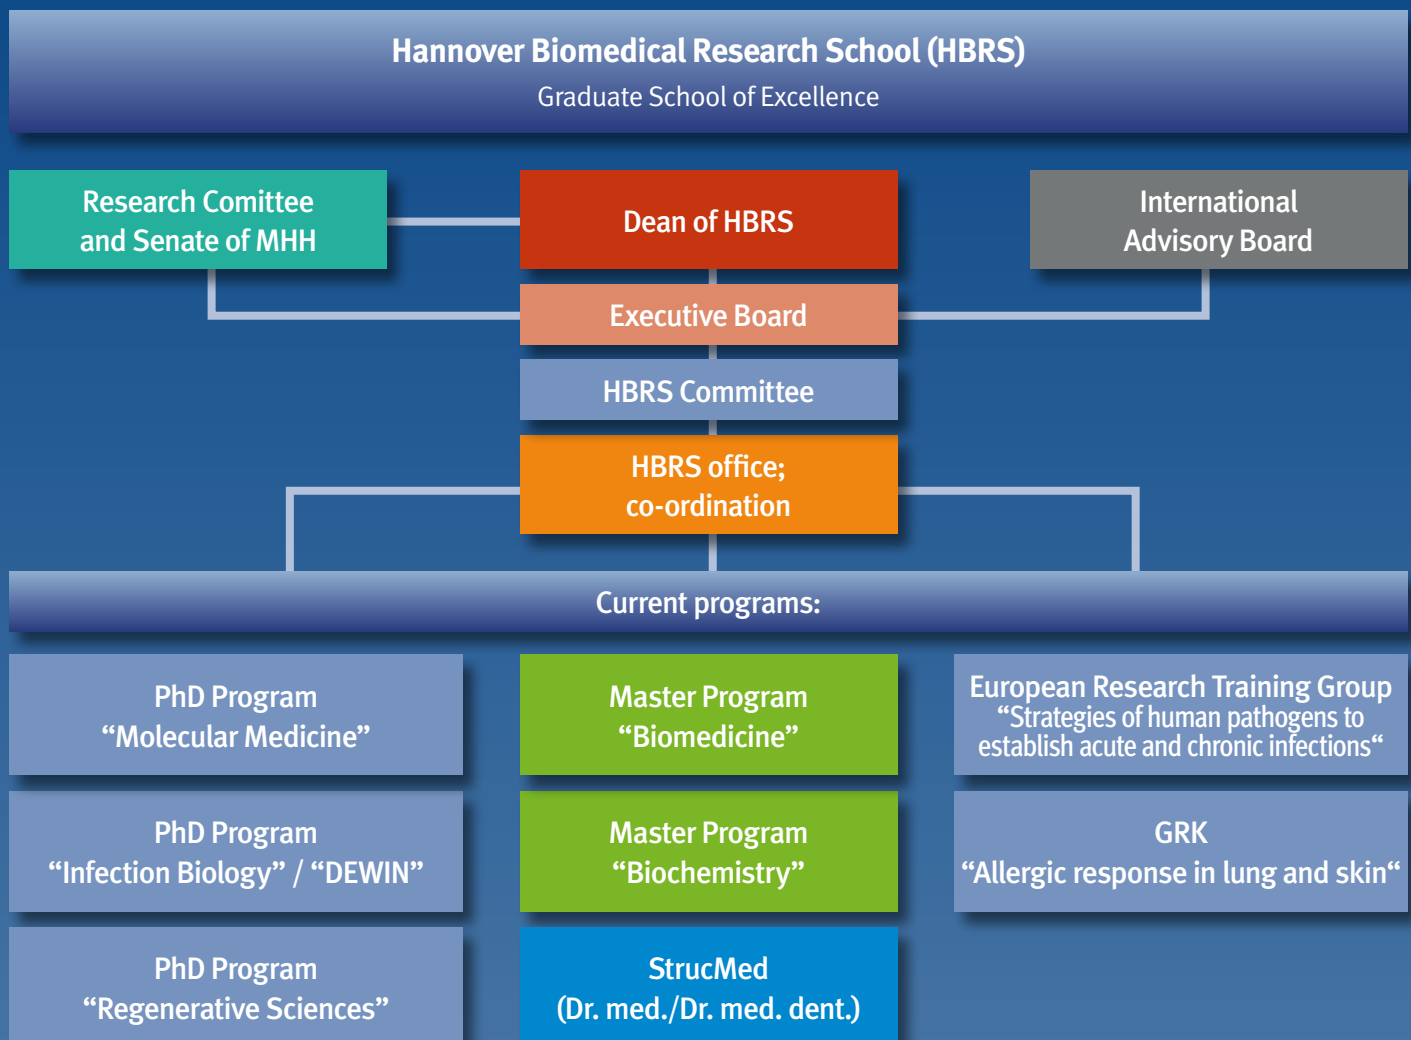 Hannover Biomedical Research School (HBRS)
Graduate School of Excellence
Research Comittee
and Senate of MHH
Dean of HBRS
International
Advisory Board
Executive Board
HBRS Committee
HBRS office;
co-ordination
Current programs:
PhD Program
“Molecular Medicine”
Master Program
“Biomedicine”
European Research Training Group
“Strategies of human pathogens to
establish acute and chronic infections“
PhD Program
“Infection Biology” / “DEWIN”
Master Program
“Biochemistry”
GRK
“Allergic response in lung and skin“
PhD Program
“Regenerative Sciences”
StrucMed
(Dr. med./Dr. med. dent.)